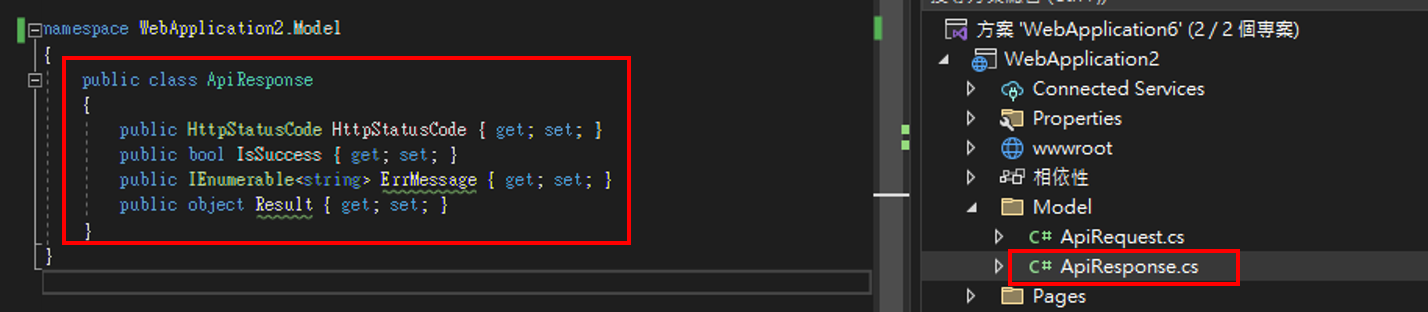 namespace WebApplication2.Model
{
public class ApiResponse
{
public HttpStatusCode HttpStatusCode { get; set; }
public bool IsSuccess { get; set; }
public IEnumerable<string> ErrMessage { get; set; }
public object Result { get; set; }
}
}
方案 'WebApplication6' (2 / 2 個專案)
WebApplication2
Connected Services
Properties
wwwroot
相依性
Model
C# ApiRequest.cs
C# ApiResponse.cs
Pages